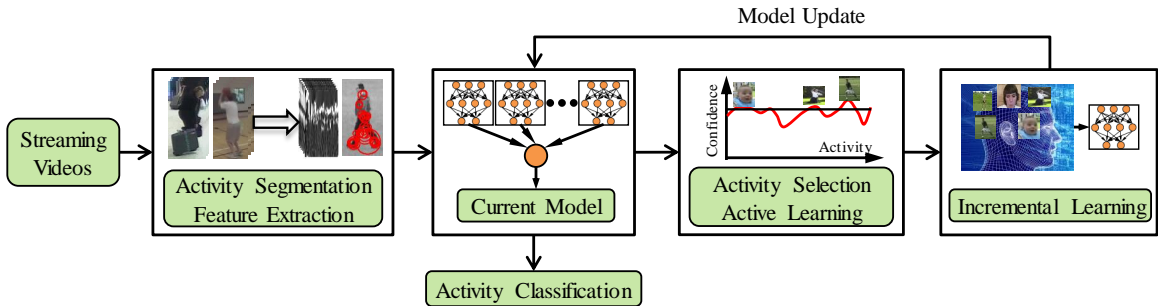 Model Update
Streaming
Videos
Activity Segmentation
Feature Extraction
Current Model
Activity Classification
Confidence
Activity
Activity Selection
Active Learning
Incremental Learning